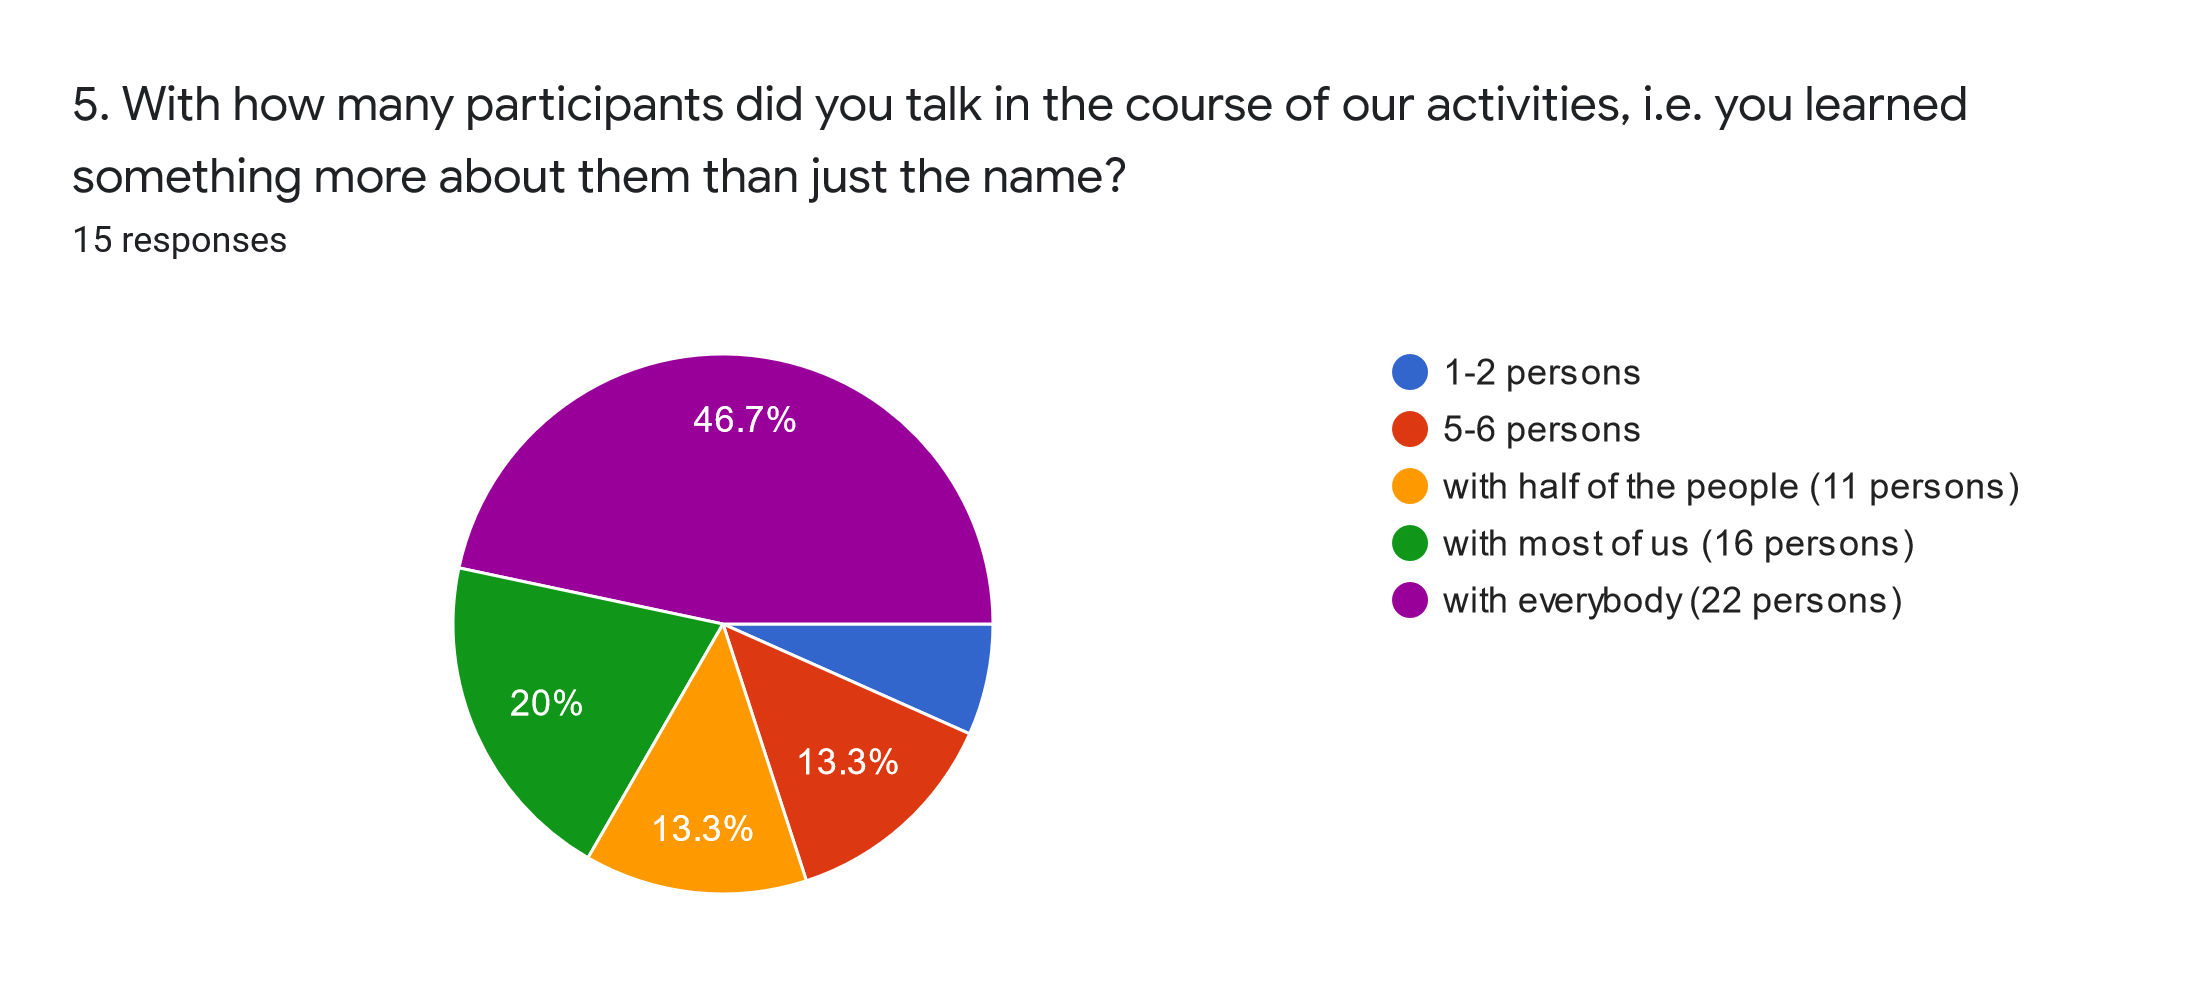 5. With how many participants did you talk in the course of our activities, i.e. you learned
something more about them than just the name?
15 responses
46.7%
20%
13.3%
13.3%
1-2 persons
5-6 persons
with half of the people (11 persons)
with most of us (16 persons)
with everybody (22 persons)